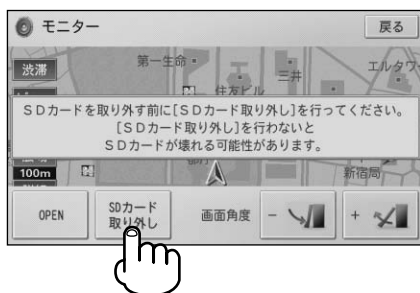 モニター
戻る
渋滞
第一生命
住友ビル
三井
エルタワ
SDカードを取り外す前に[SDカード取り外し]を行ってください。
[SDカード取り外し]を行わないと
SDカードが壊れる可能性があります。
100m
新宿局
OPEN
SDカード
取り外し
画面角度
-
+